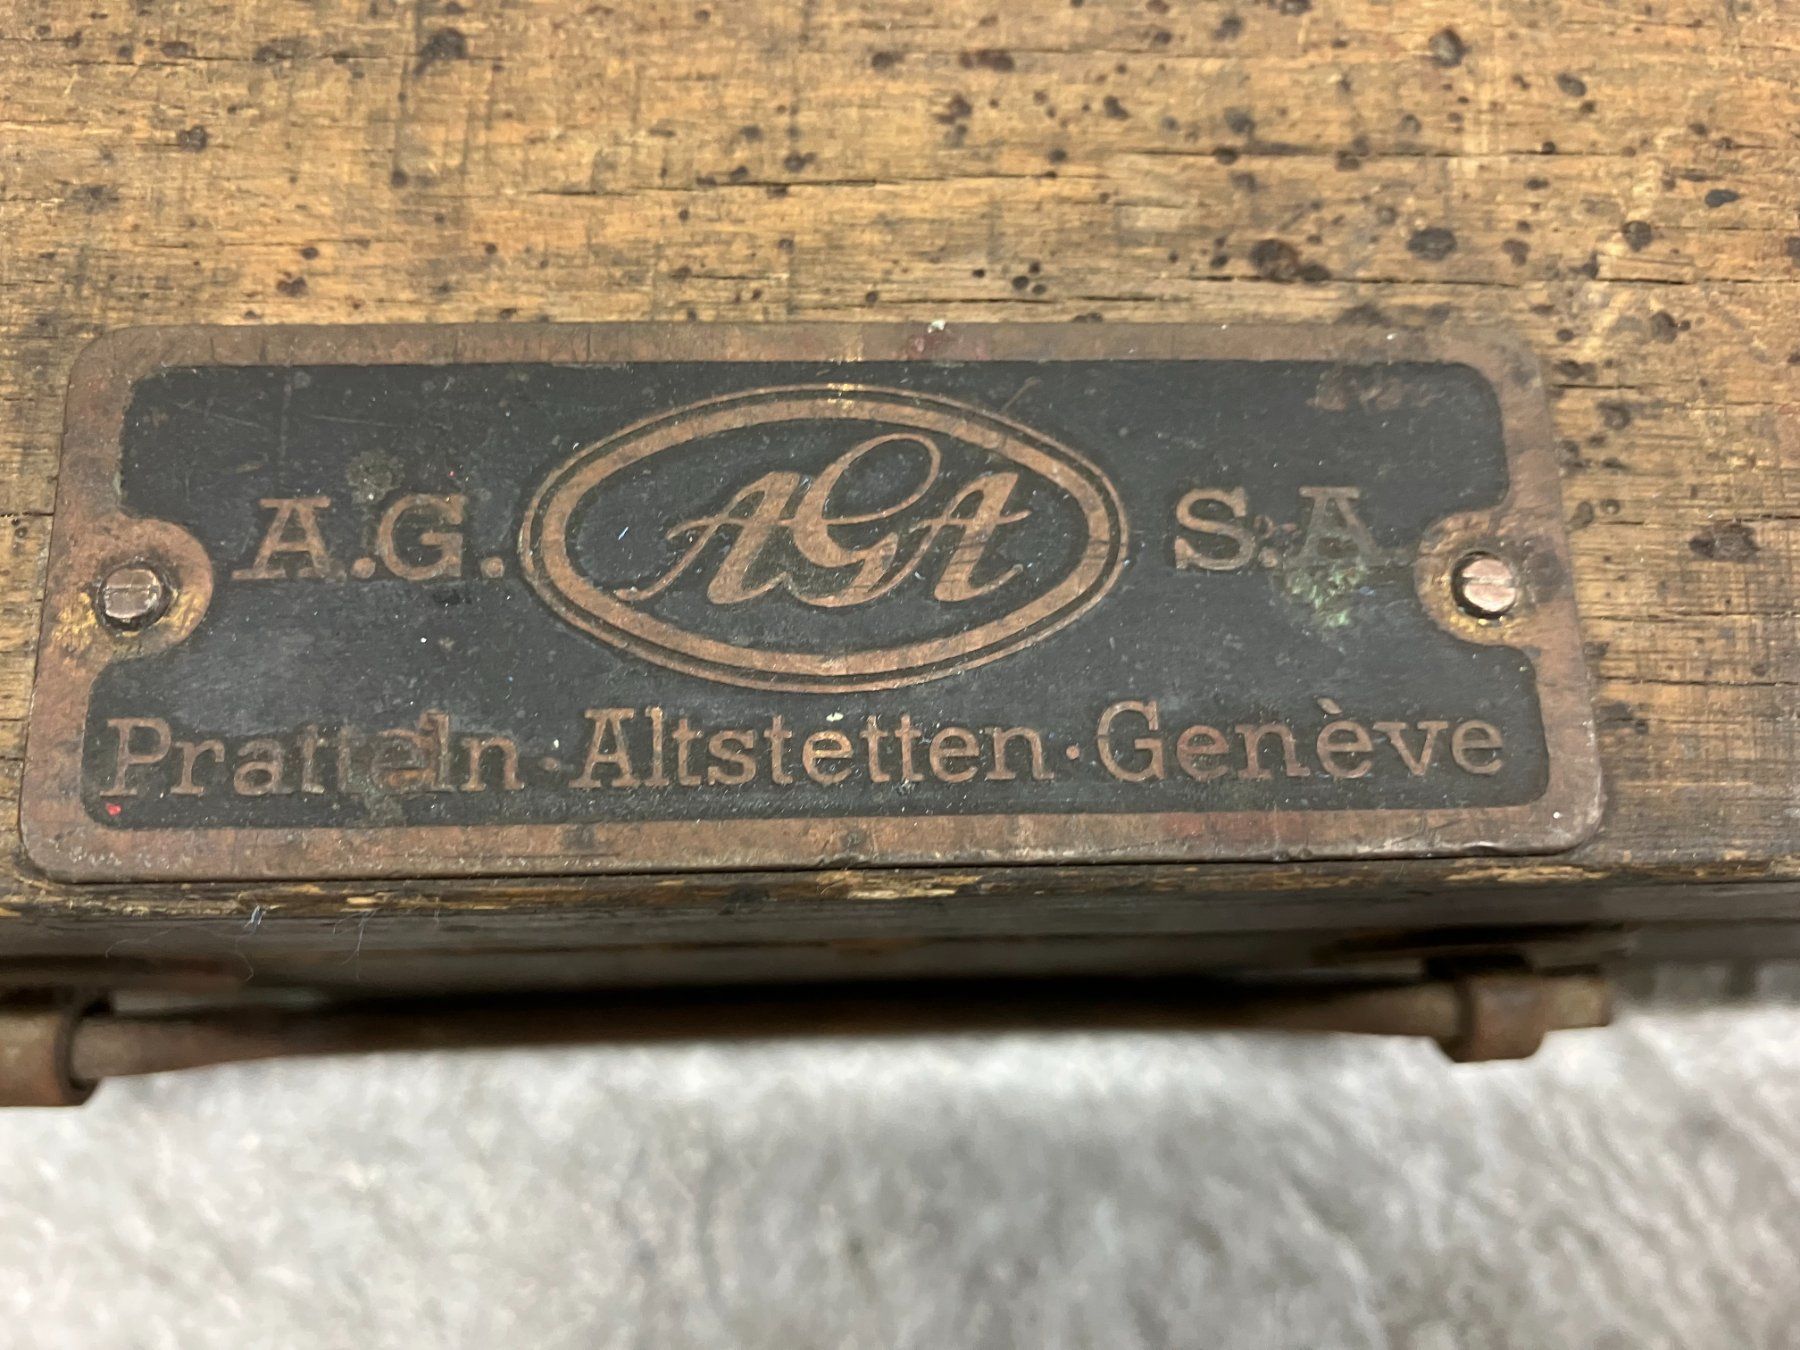 A.G. AGA S.A.
Pratteln · Altstetten · Genève